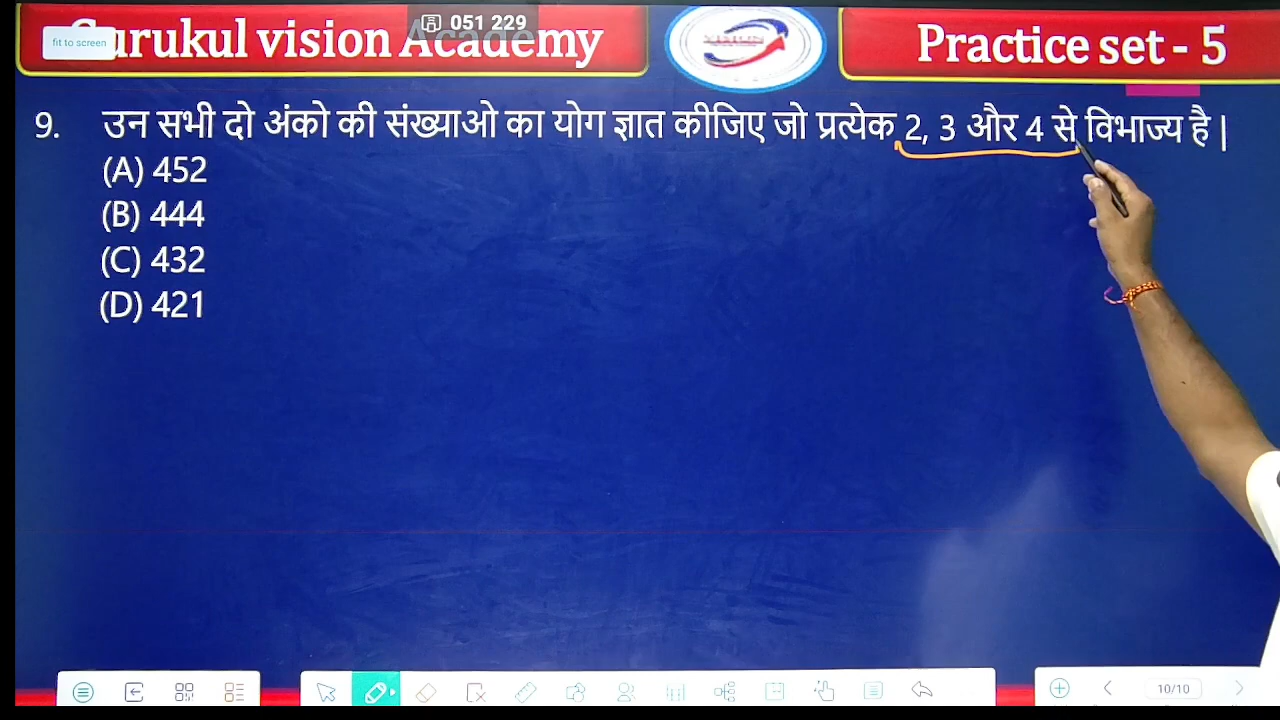 051 229
it to screen
urukul vision Academy
Practice set - 5
9. उन सभी दो अंको की संख्याओ का योग ज्ञात कीजिए जो प्रत्येक 2, 3 और 4 से विभाज्य है |
(A) 452
(B) 444
(C) 432
(D) 421
10/10